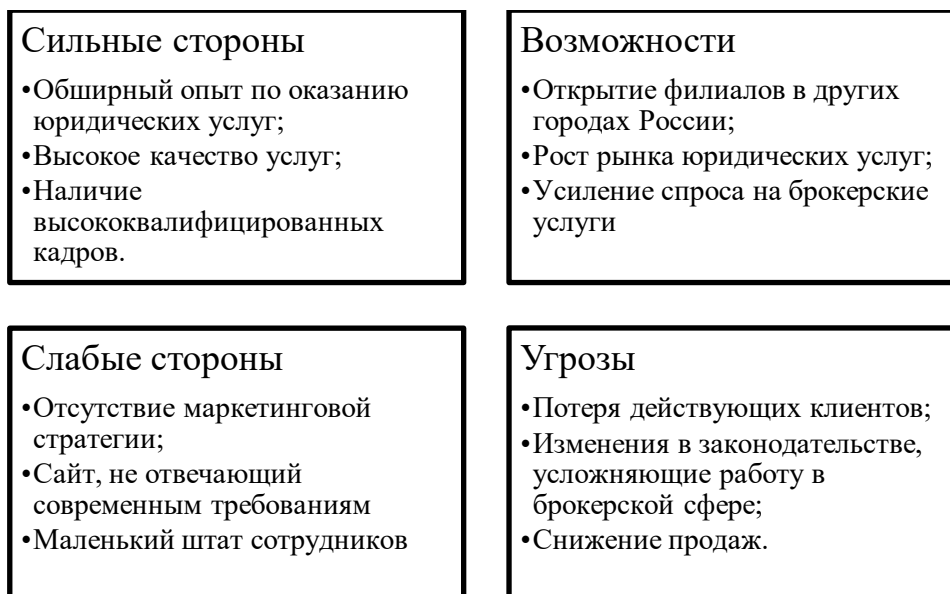 Сильные стороны
•Обширный опыт по оказанию
юридических услуг;
•Высокое качество услуг;
•Наличие
высококвалифицированных
кадров.
Возможности
•Открытие филиалов в других
городах России;
•Рост рынка юридических услуг;
•Усиление спроса на брокерские
услуги
Слабые стороны
•Отсутствие маркетинговой
стратегии;
•Сайт, не отвечающий
современным требованиям
•Маленький штат сотрудников
Угрозы
•Потеря действующих клиентов;
•Изменения в законодательстве,
усложняющие работу в
брокерской сфере;
•Снижение продаж.